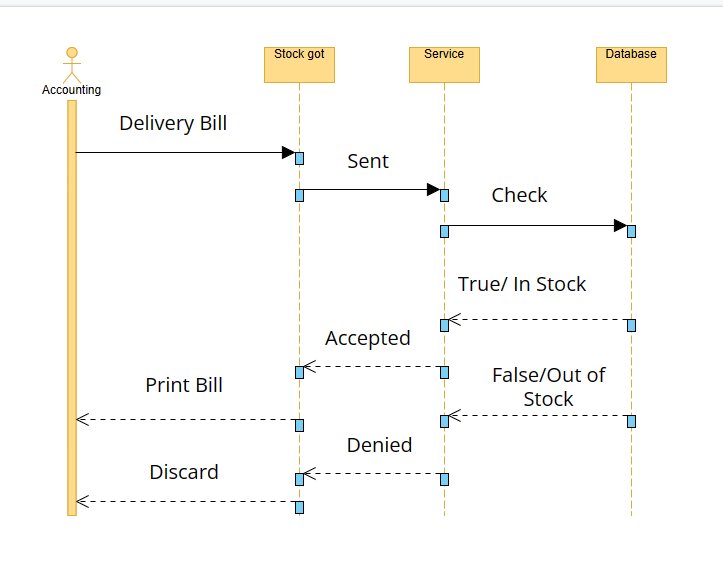 Stock got
Service
Database
Accounting
Delivery Bill
Sent
Check
True/ In Stock
Accepted
Print Bill
False/Out of
Stock
Denied
Discard